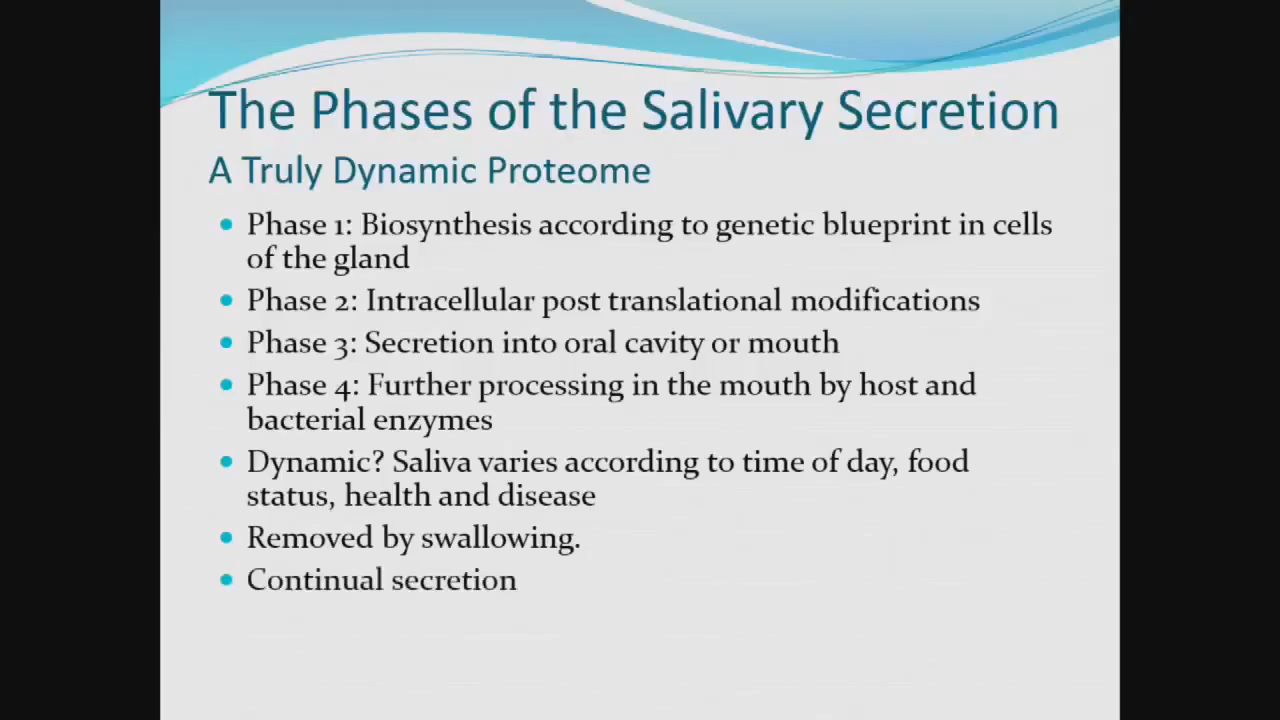 The Phases of the Salivary Secretion
A Truly Dynamic Proteome
• Phase 1: Biosynthesis according to genetic blueprint in cells
of the gland
• Phase 2: Intracellular post translational modifications
• Phase 3: Secretion into oral cavity or mouth
• Phase 4: Further processing in the mouth by host and
bacterial enzymes
• Dynamic? Saliva varies according to time of day, food
status, health and disease
• Removed by swallowing.
• Continual secretion